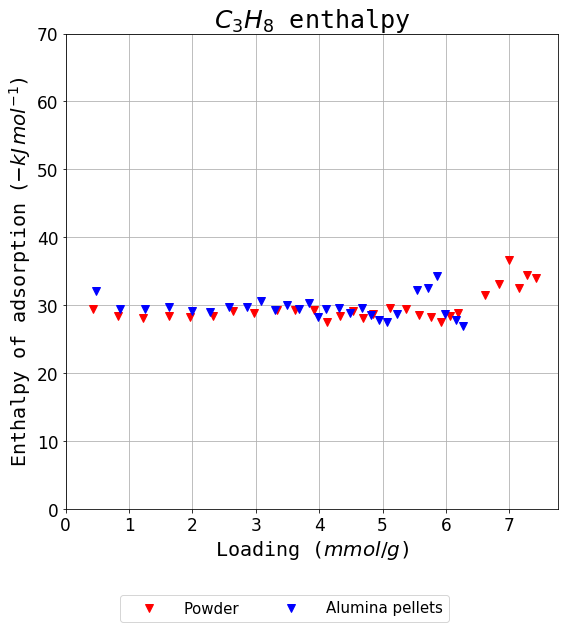 C₃H₈ enthalpy
70
60
50
40
30
20
10
0
Enthalpy of adsorption (−kJ mol⁻¹)
0 1 2 3 4 5 6 7
Loading (mmol/g)
Powder Alumina pellets